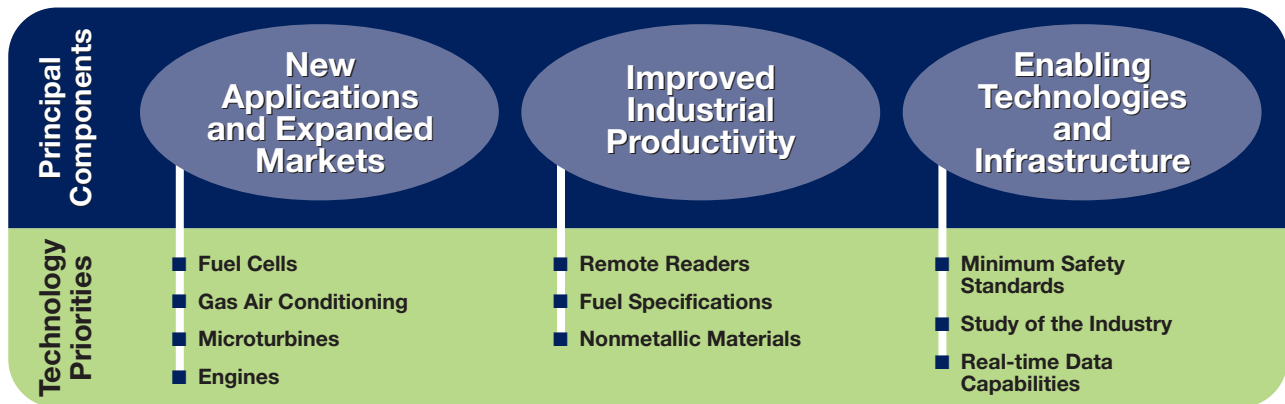 Principal
Components
New
Applications
and Expanded
Markets
Improved
Industrial
Productivity
Enabling
Technologies
and
Infrastructure
Technology
Priorities
Fuel Cells
Gas Air Conditioning
Microturbines
Engines
Remote Readers
Fuel Specifications
Nonmetallic Materials
Minimum Safety
Standards
Study of the Industry
Real-time Data
Capabilities